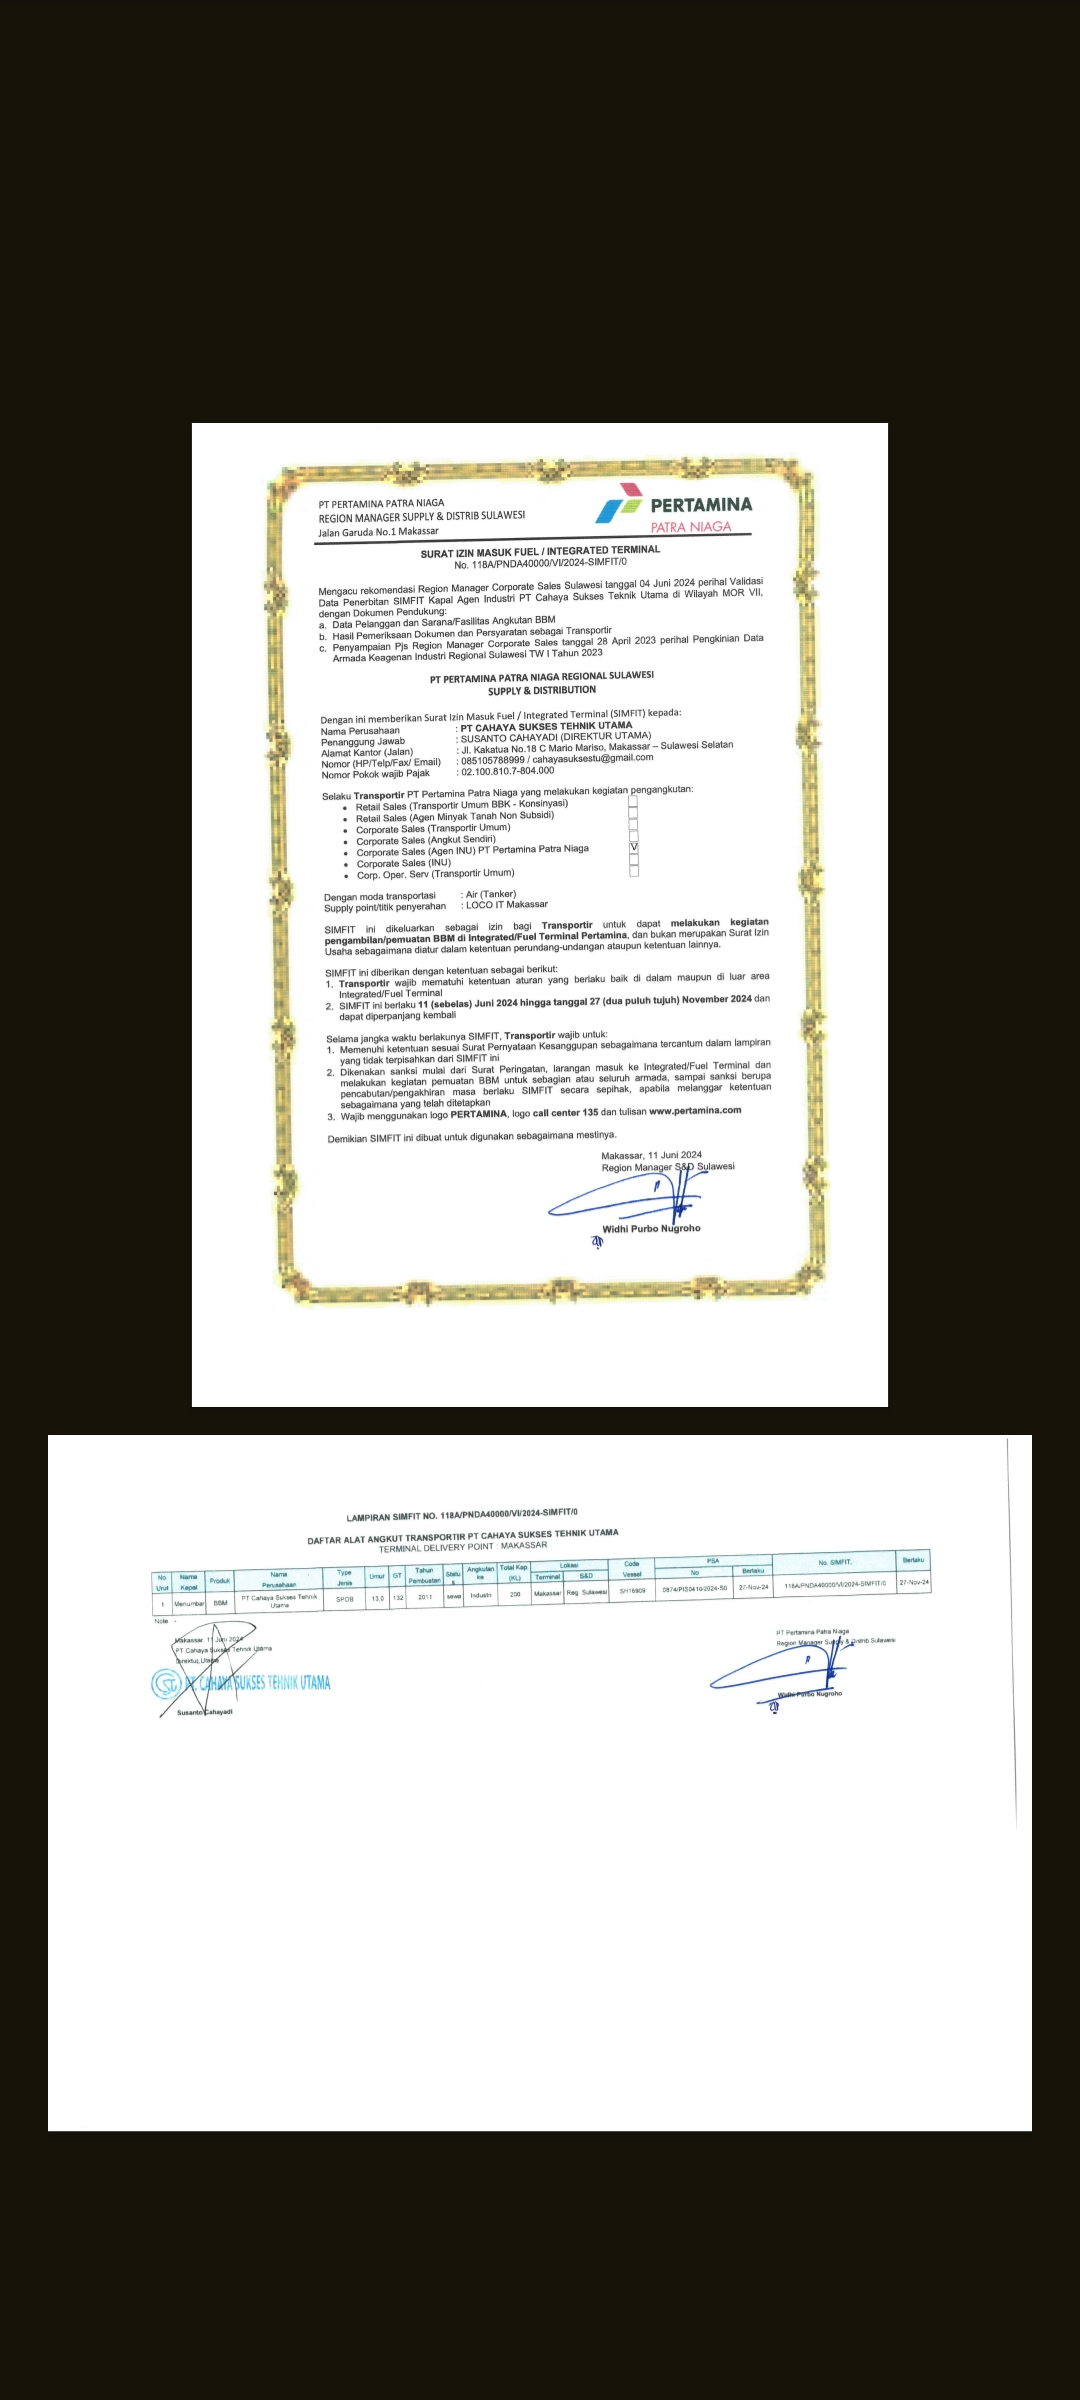 PT PERTAMINA PATRA NIAGA
REGION MANAGER SUPPLY & DISTRIB SULAWESI
Jalan Garuda No.1 Makassar
PERTAMINA
PATRA NIAGA
SURAT IZIN MASUK FUEL / INTEGRATED TERMINAL
No. 118A/PNDA40000/VI/2024-SIMFIT/0
Mengacu rekomendasi Region Manager Corporate Sales Sulawesi tanggal 04 Juni 2024 perihal Validasi
Data Penerbitan SIMFIT Kapal Agen Industri PT Cahaya Sukses Teknik Utama di Wilayah MOR VII,
dengan Dokumen Pendukung:
a. Data Pelanggan dan Sarana/Fasilitas Angkutan BBM
b. Hasil Pemeriksaan Dokumen dan Persyaratan sebagai Transportir
c. Penyampaian Pjs Region Manager Corporate Sales tanggal 28 April 2023 perihal Pengkinian Data
Armada Keagenan Industri Regional Sulawesi TW I Tahun 2023
PT PERTAMINA PATRA NIAGA REGIONAL SULAWESI
SUPPLY & DISTRIBUTION
Dengan ini memberikan Surat Izin Masuk Fuel / Integrated Terminal (SIMFIT) kepada:
Nama Perusahaan : PT CAHAYA SUKSES TEHNIK UTAMA
Penanggung Jawab : SUSANTO CAHAYADI (DIREKTUR UTAMA)
Alamat Kantor (Jalan) : Jl. Kakatua No.18 C Mario Mariso, Makassar – Sulawesi Selatan
Nomor (HP/Telp/Fax/ Email) : 085105788999 / cahayasuksestu@gmail.com
Nomor Pokok wajib Pajak : 02.100.810.7-804.000
Selaku Transportir PT Pertamina Patra Niaga yang melakukan kegiatan pengangkutan:
• Retail Sales (Transportir Umum BBK - Konsinyasi)
• Retail Sales (Agen Minyak Tanah Non Subsidi)
• Corporate Sales (Transportir Umum)
• Corporate Sales (Angkut Sendiri)
• Corporate Sales (Agen INU) PT Pertamina Patra Niaga V
• Corporate Sales (INU)
• Corp. Oper. Serv (Transportir Umum)
Dengan moda transportasi : Air (Tanker)
Supply point/titik penyerahan : LOCO IT Makassar
SIMFIT ini dikeluarkan sebagai izin bagi Transportir untuk dapat melakukan kegiatan
pengambilan/pemuatan BBM di Integrated/Fuel Terminal Pertamina, dan bukan merupakan Surat Izin
Usaha sebagaimana diatur dalam ketentuan perundang-undangan ataupun ketentuan lainnya.
SIMFIT ini diberikan dengan ketentuan sebagai berikut:
1. Transportir wajib mematuhi ketentuan aturan yang berlaku baik di dalam maupun di luar area
Integrated/Fuel Terminal
2. SIMFIT ini berlaku 11 (sebelas) Juni 2024 hingga tanggal 27 (dua puluh tujuh) November 2024 dan
dapat diperpanjang kembali
Selama jangka waktu berlakunya SIMFIT, Transportir wajib untuk:
1. Memenuhi ketentuan sesuai Surat Pernyataan Kesanggupan sebagaimana tercantum dalam lampiran
yang tidak terpisahkan dari SIMFIT ini
2. Dikenakan sanksi mulai dari Surat Peringatan, larangan masuk ke Integrated/Fuel Terminal dan
melakukan kegiatan pemuatan BBM untuk sebagian atau seluruh armada, sampai sanksi berupa
pencabutan/pengakhiran masa berlaku SIMFIT secara sepihak, apabila melanggar ketentuan
sebagaimana yang telah ditetapkan
3. Wajib menggunakan logo PERTAMINA, logo call center 135 dan tulisan www.pertamina.com
Demikian SIMFIT ini dibuat untuk digunakan sebagaimana mestinya.
Makassar, 11 Juni 2024
Region Manager S&D Sulawesi
Widhi Purbo Nugroho
LAMPIRAN SIMFIT NO. 118A/PNDA40000/VI/2024-SIMFIT/0
DAFTAR ALAT ANGKUT TRANSPORTIR PT CAHAYA SUKSES TEHNIK UTAMA
TERMINAL DELIVERY POINT : MAKASSAR
No Urut Nama Kapal Produk Nama Perusahaan Type Jenis Umur GT Tahun Pembuatan Status Angkutan ke Total Kap. (KL) Lokasi Terminal S&D Code Vessel PSA No Berlaku No. SIMFIT. Berlaku
1 Menumbar BBM PT Cahaya Sukses Tehnik Utama SPOB 13,0 132 2011 sewa Industri 200 Makassar Reg. Sulawesi SH16909 27-Nov-24 118A/PNDA40000/VI/2024-SIMFIT/0 27-Nov-24
Note : -
Makassar, 11 Juni 2024
PT Cahaya Sukses Tehnik Utama
Direktur Utama
PT. CAHAYA SUKSES TEHNIK UTAMA
Susanto Cahayadi
PT Pertamina Patra Niaga
Region Manager Supply & Distrib Sulawesi
Widhi Purbo Nugroho